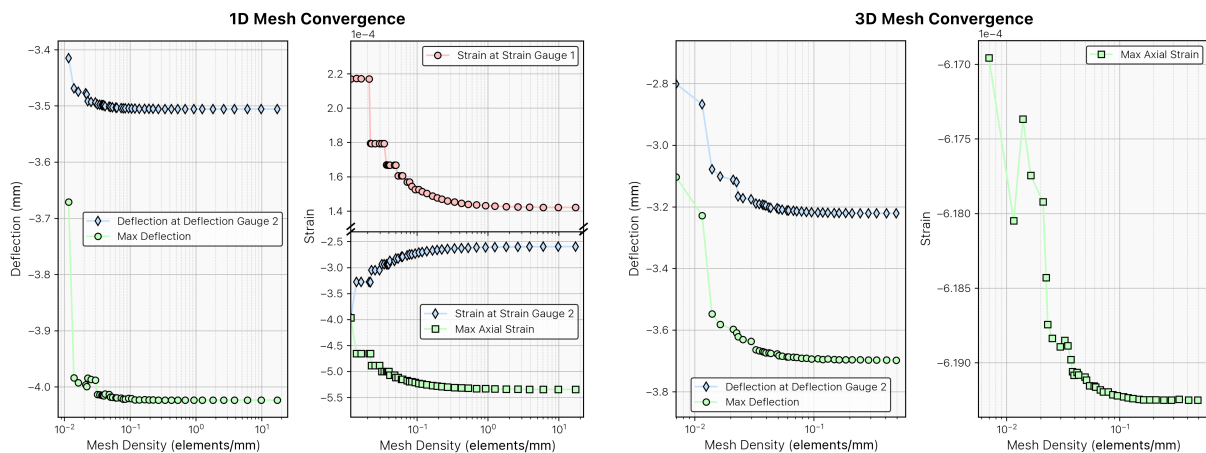 1D Mesh Convergence
3D Mesh Convergence
Deflection (mm)
−3.4
−3.5
−3.6
−3.7
−3.8
−3.9
−4.0
Deflection at Deflection Gauge 2
Max Deflection
10⁻²
10⁻¹
10⁰
10¹
Mesh Density (elements/mm)
1e−4
Strain
2.2
2.0
1.8
1.6
1.4
−2.5
−3.0
−3.5
−4.0
−4.5
−5.0
−5.5
Strain at Strain Gauge 1
Strain at Strain Gauge 2
Max Axial Strain
10⁻¹
10⁰
10¹
Mesh Density (elements/mm)
Deflection (mm)
−2.8
−3.0
−3.2
−3.4
−3.6
−3.8
Deflection at Deflection Gauge 2
Max Deflection
10⁻²
10⁻¹
Mesh Density (elements/mm)
1e−4
Strain
−6.170
−6.175
−6.180
−6.185
−6.190
Max Axial Strain
10⁻²
10⁻¹
Mesh Density (elements/mm)